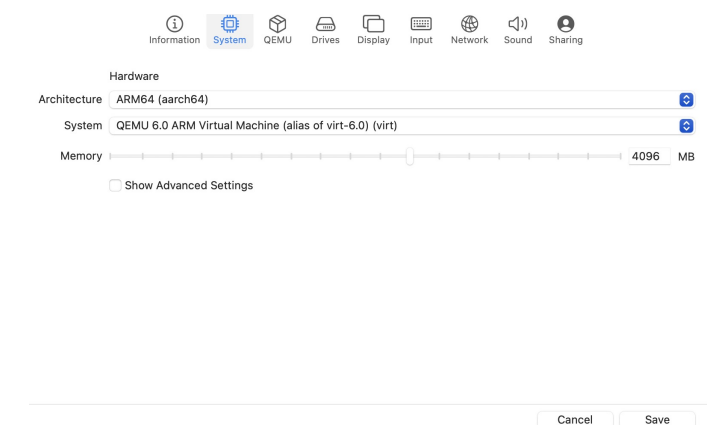 Information System QEMU Drives Display Input Network Sound Sharing
Hardware
Architecture ARM64 (aarch64)
System QEMU 6.0 ARM Virtual Machine (alias of virt-6.0) (virt)
Memory 4096 MB
Show Advanced Settings
Cancel Save